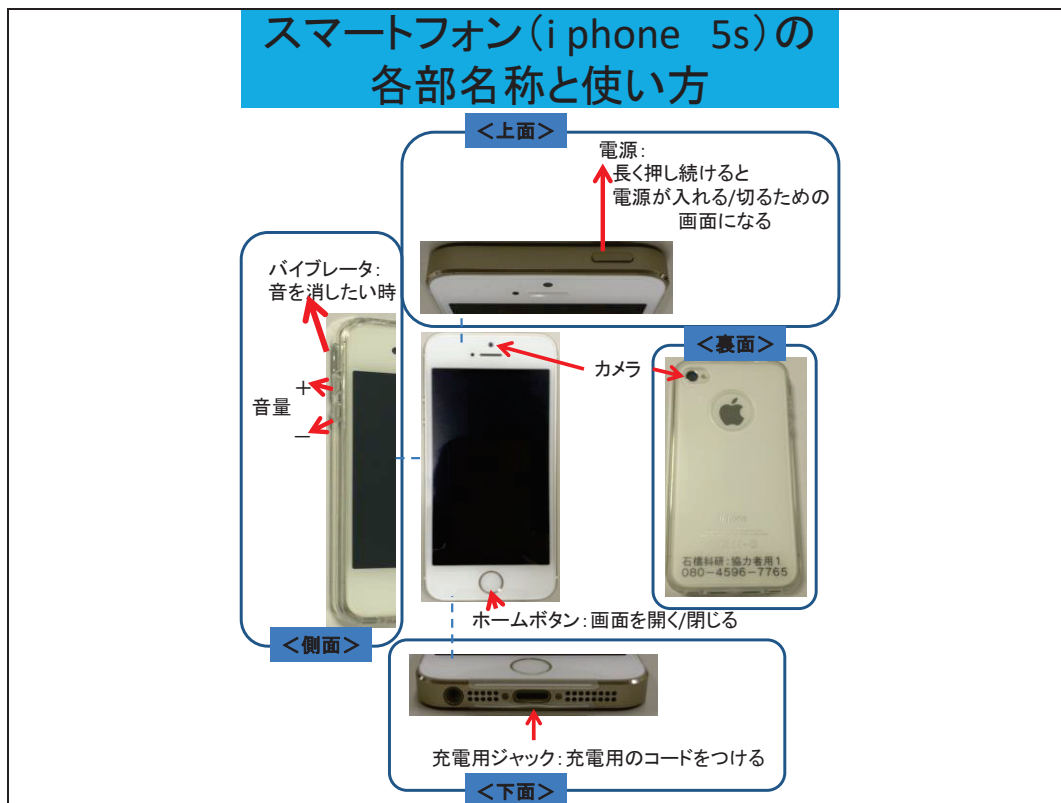 スマートフォン（i phone 5s）の
各部名称と使い方
＜上面＞
電源：
長く押し続けると
電源が入れる/切るための
画面になる
バイブレータ：
音を消したい時
＋
音量
－
＜側面＞
カメラ
＜裏面＞
iPhone
石橋科研：協力者用1
080－4596－7765
ホームボタン：画面を開く/閉じる
充電用ジャック：充電用のコードをつける
＜下面＞